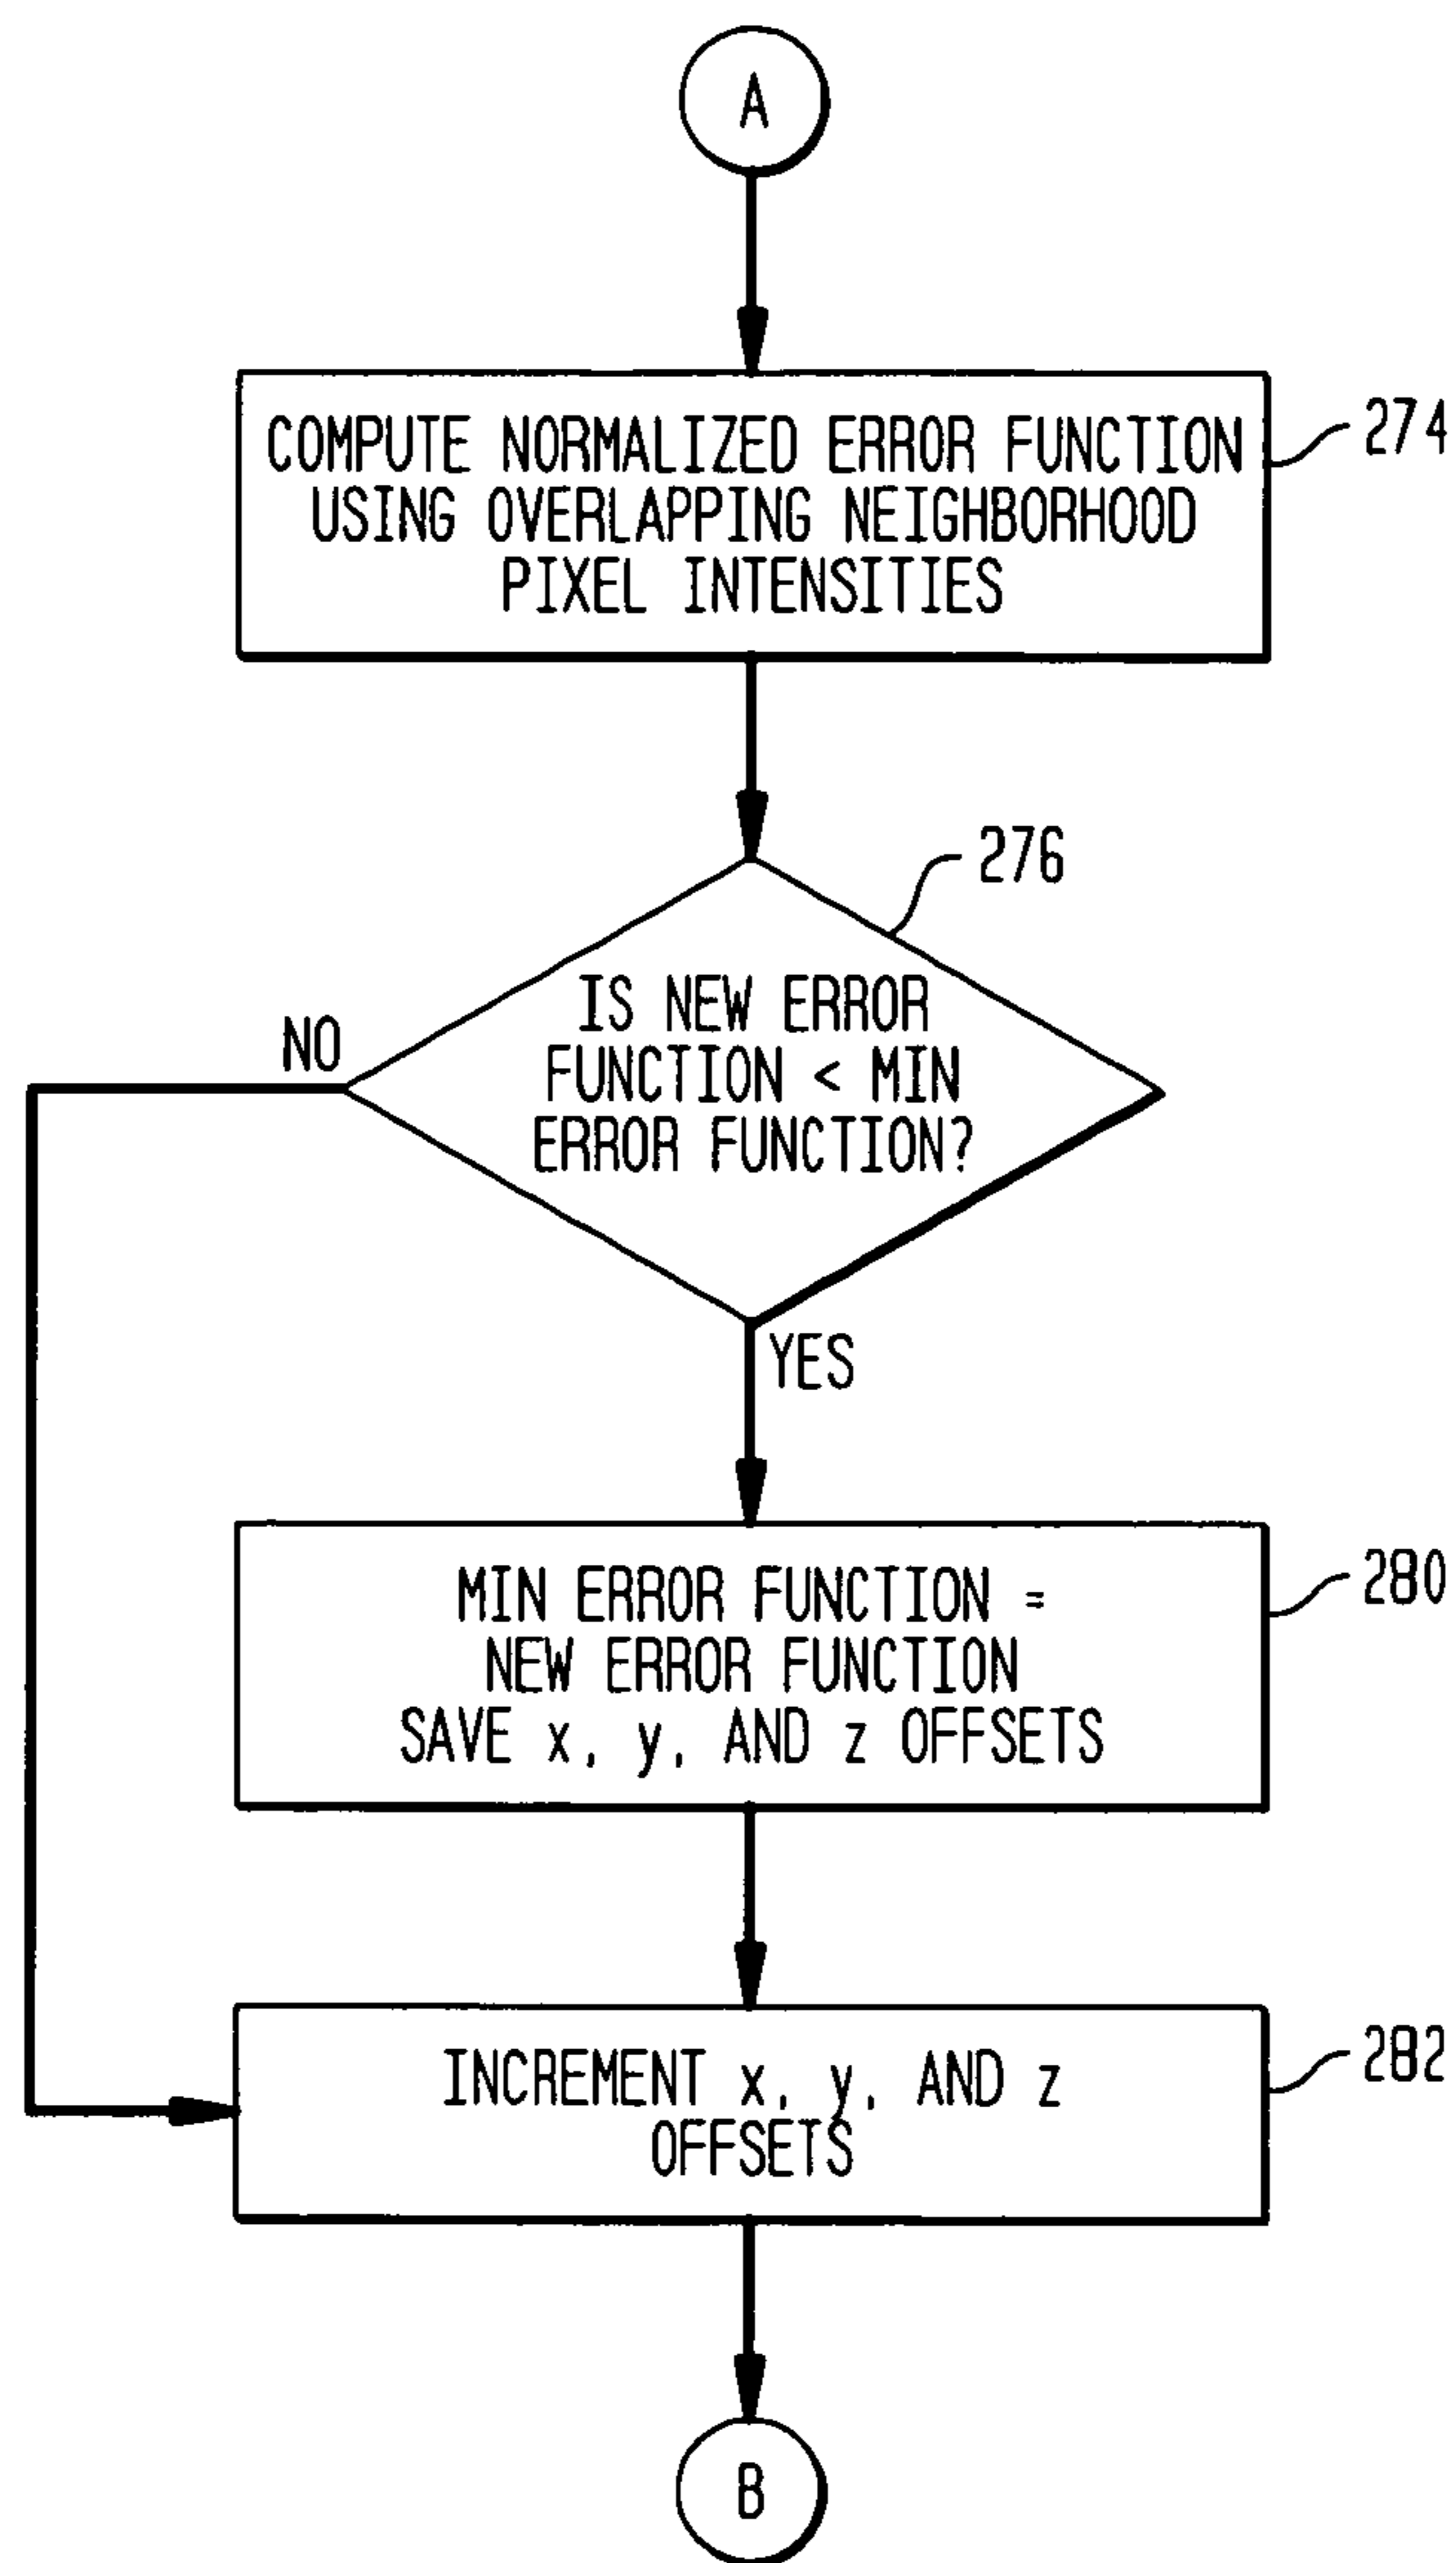 A
COMPUTE NORMALIZED ERROR FUNCTION
USING OVERLAPPING NEIGHBORHOOD
PIXEL INTENSITIES
274
276
IS NEW ERROR
FUNCTION < MIN
ERROR FUNCTION?
NO
YES
MIN ERROR FUNCTION =
NEW ERROR FUNCTION
SAVE x, y, AND z OFFSETS
280
INCREMENT x, y, AND z
OFFSETS
282
B